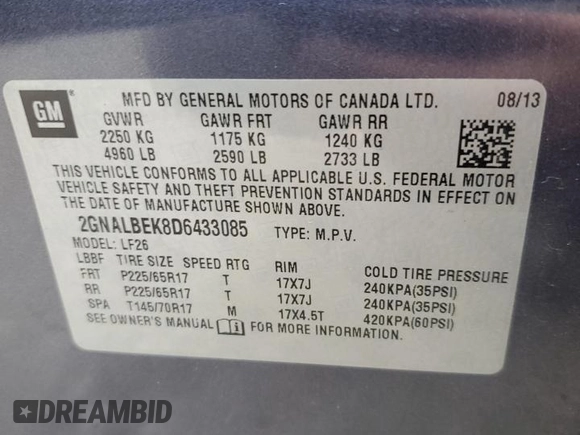 GM
MFD BY GENERAL MOTORS OF CANADA LTD. 08/13
GVWR GAWR FRT GAWR RR
2250 KG 1175 KG 1240 KG
4960 LB 2590 LB 2733 LB
THIS VEHICLE CONFORMS TO ALL APPLICABLE U.S. FEDERAL MOTOR
VEHICLE SAFETY AND THEFT PREVENTION STANDARDS IN EFFECT ON
THE DATE OF MANUFACTURE SHOWN ABOVE.
2GNALBEK8D6433085 TYPE: M.P.V.
MODEL: LF26
LBBF TIRE SIZE SPEED RTG RIM COLD TIRE PRESSURE
FRT P225/65R17 T 17X7J 240KPA(35PSI)
RR P225/65R17 T 17X7J 240KPA(35PSI)
SPA T145/70R17 M 17X4.5T 420KPA(60PSI)
SEE OWNER'S MANUAL i FOR MORE INFORMATION.
DREAMBID